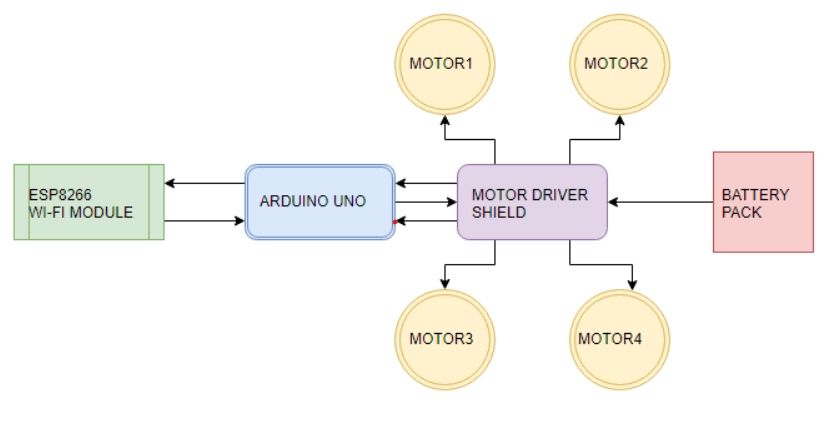 MOTOR1
MOTOR2
ESP8266
WI-FI MODULE
ARDUINO UNO
MOTOR DRIVER
SHIELD
BATTERY
PACK
MOTOR3
MOTOR4